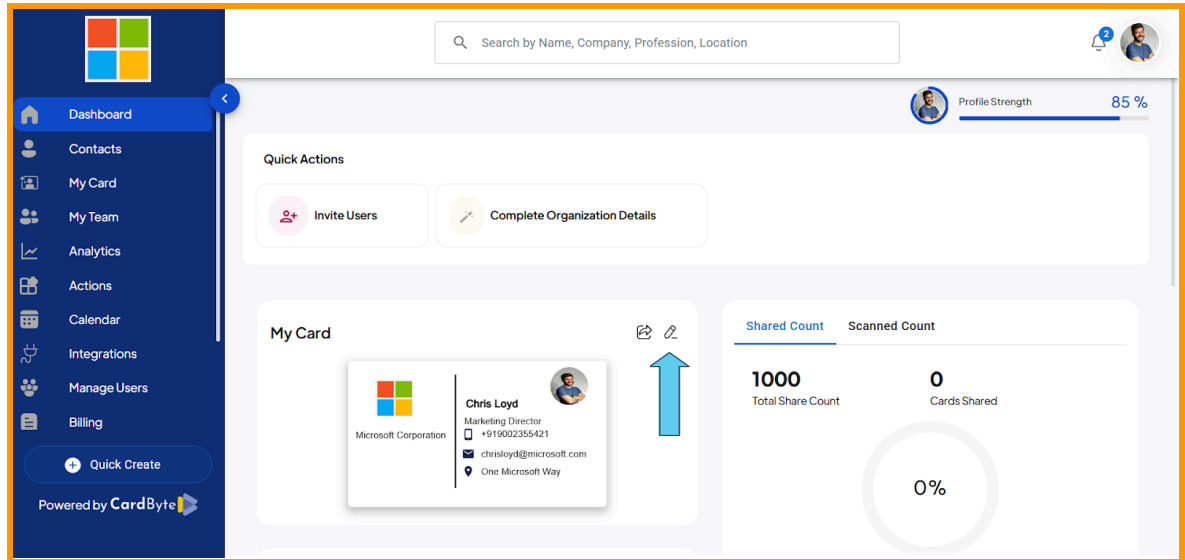 Search by Name, Company, Profession, Location
2
Dashboard
Contacts
My Card
My Team
Analytics
Actions
Calendar
Integrations
Manage Users
Billing
Quick Create
Powered by CardByte
Profile Strength
85 %
Quick Actions
Invite Users
Complete Organization Details
My Card
Microsoft Corporation
Chris Loyd
Marketing Director
+919002355421
chrisloyd@microsoft.com
One Microsoft Way
Shared Count
Scanned Count
1000
Total Share Count
0
Cards Shared
0%